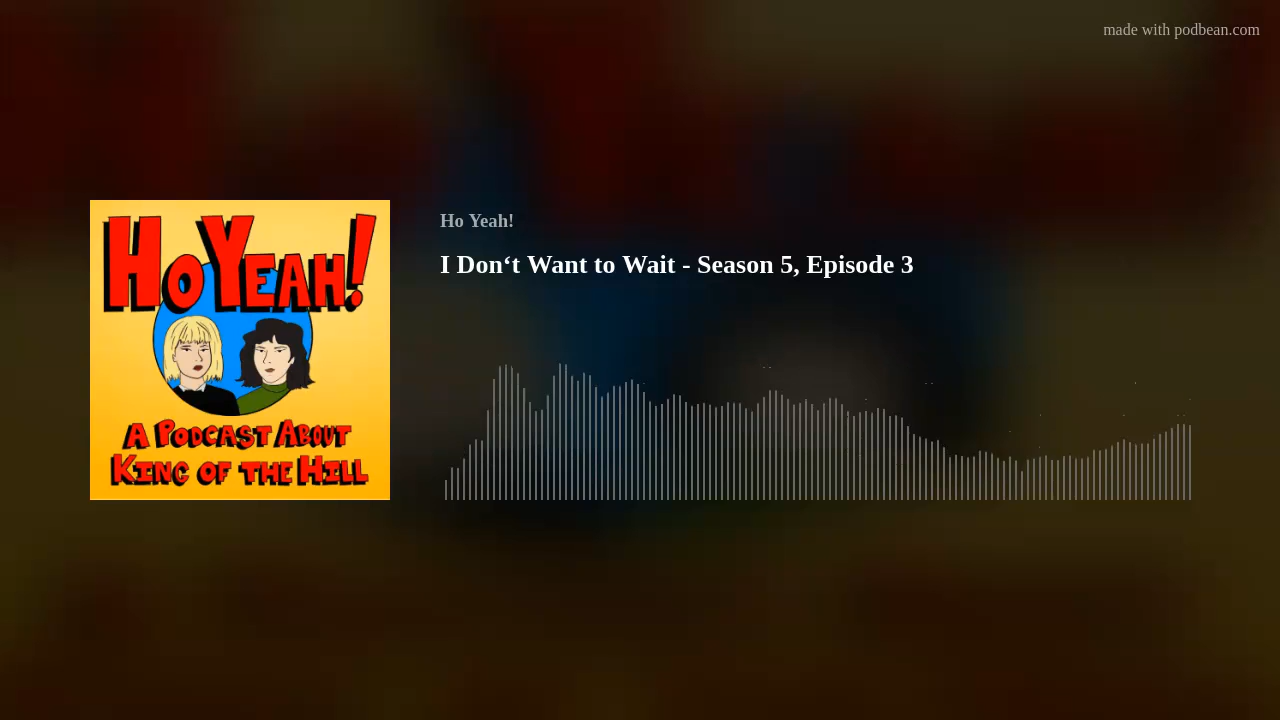 made with podbean.com
Ho Yeah!
A Podcast About
King of the Hill
Ho Yeah!
I Don‘t Want to Wait - Season 5, Episode 3